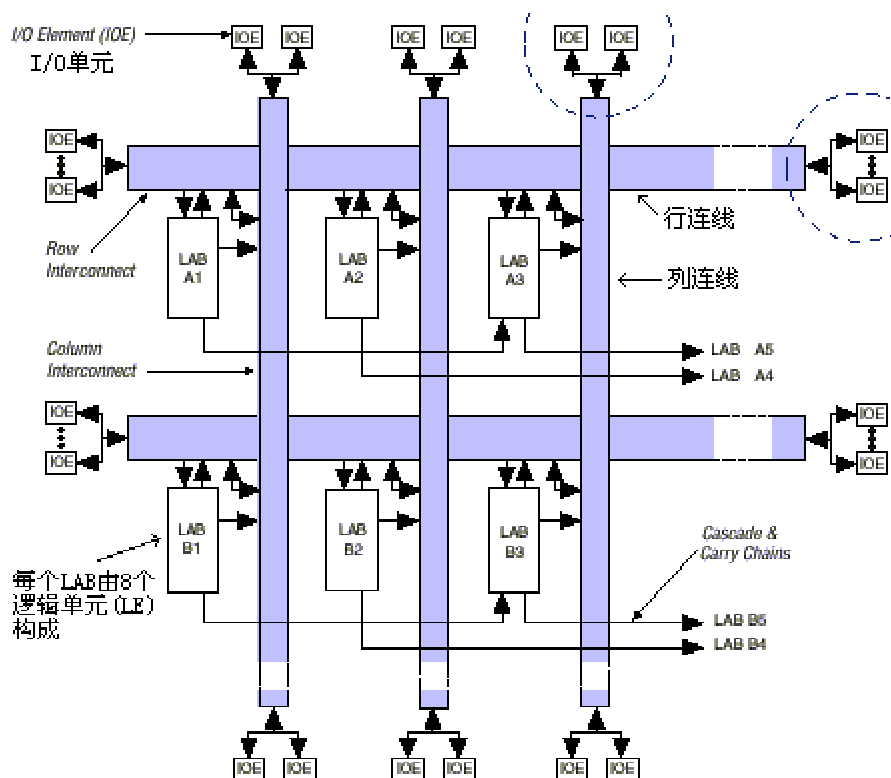 I/O Element (IOE)
I/O单元
IOE IOE IOE IOE IOE IOE
IOE IOE
IOE IOE
行连线
Row
Interconnect
LAB
A1
LAB
A2
LAB
A3
列连线
Column
Interconnect
LAB A5
LAB A4
IOE IOE
IOE IOE
LAB
B1
LAB
B2
LAB
B3
Cascade &
Carry Chains
每个LAB由8个
逻辑单元(LE)
构成
LAB B5
LAB B4
IOE IOE IOE IOE IOE IOE